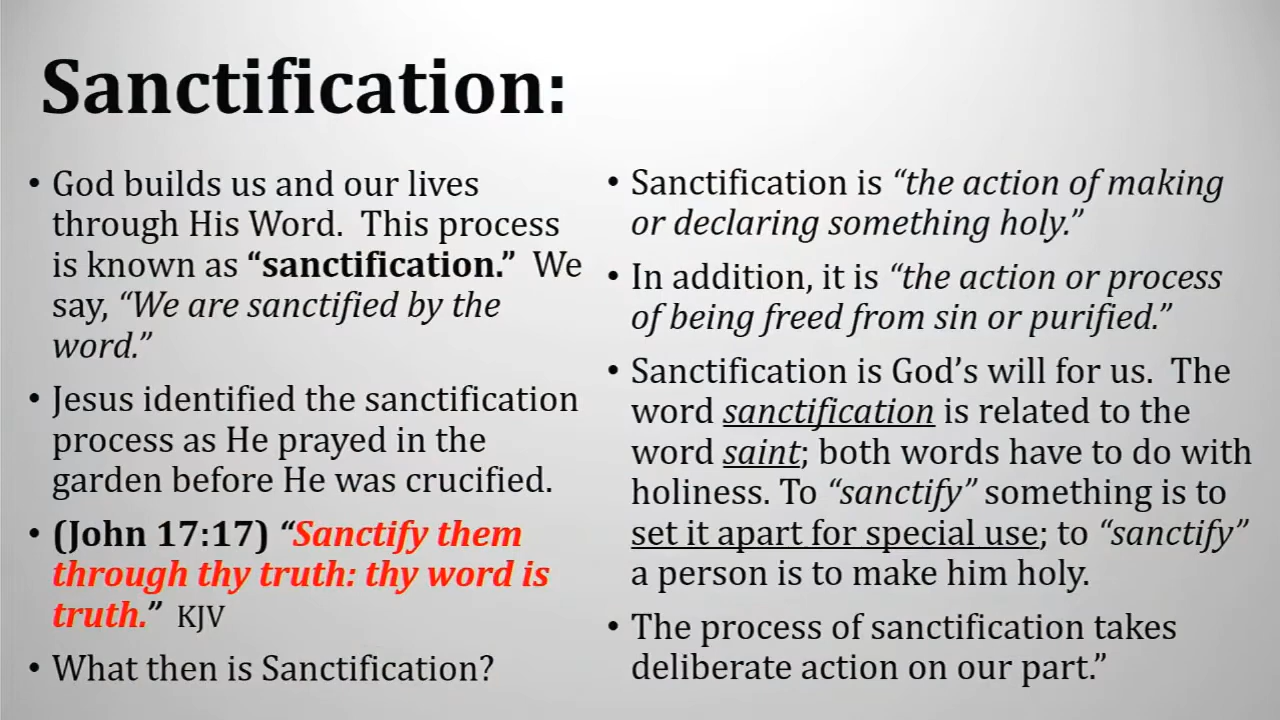 Sanctification:
• God builds us and our lives
through His Word.  This process
is known as “sanctification.”  We
say, “We are sanctified by the
word.”
• Jesus identified the sanctification
process as He prayed in the
garden before He was crucified.
• (John 17:17) “Sanctify them
through thy truth: thy word is
truth.”  KJV
• What then is Sanctification?
• Sanctification is “the action of making
or declaring something holy.”
• In addition, it is “the action or process
of being freed from sin or purified.”
• Sanctification is God’s will for us.  The
word sanctification is related to the
word saint; both words have to do with
holiness. To “sanctify” something is to
set it apart for special use; to “sanctify”
a person is to make him holy.
• The process of sanctification takes
deliberate action on our part.”